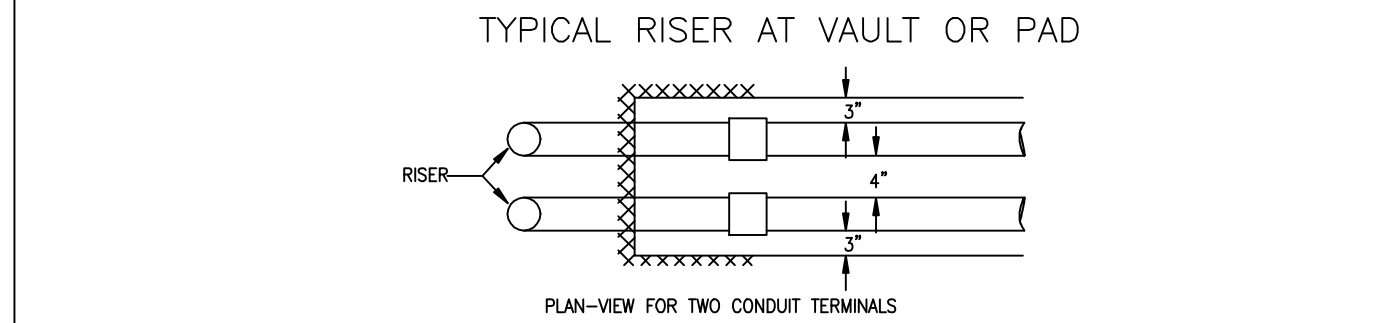 TYPICAL RISER AT VAULT OR PAD
3"
RISER
4"
3"
PLAN-VIEW FOR TWO CONDUIT TERMINALS